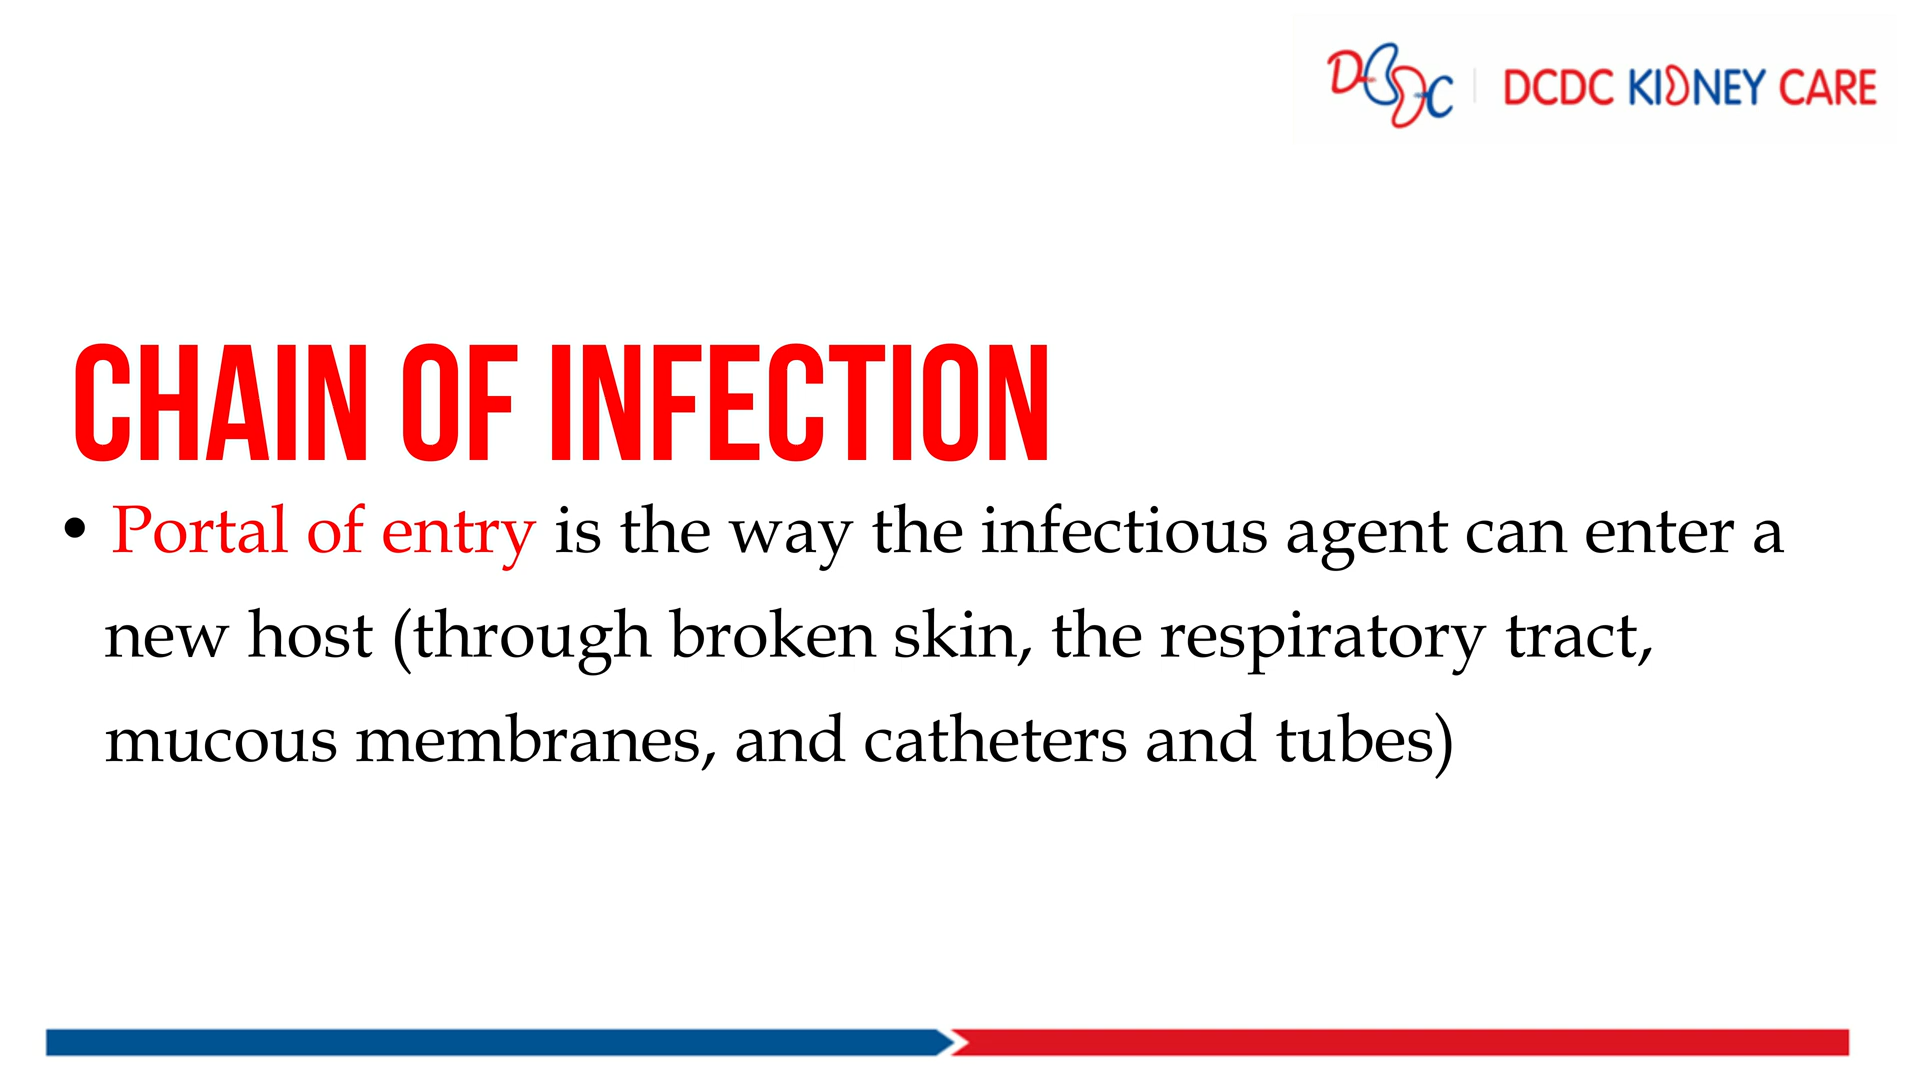 DCDC | DCDC KIDNEY CARE
CHAIN OF INFECTION
• Portal of entry is the way the infectious agent can enter a
new host (through broken skin, the respiratory tract,
mucous membranes, and catheters and tubes)